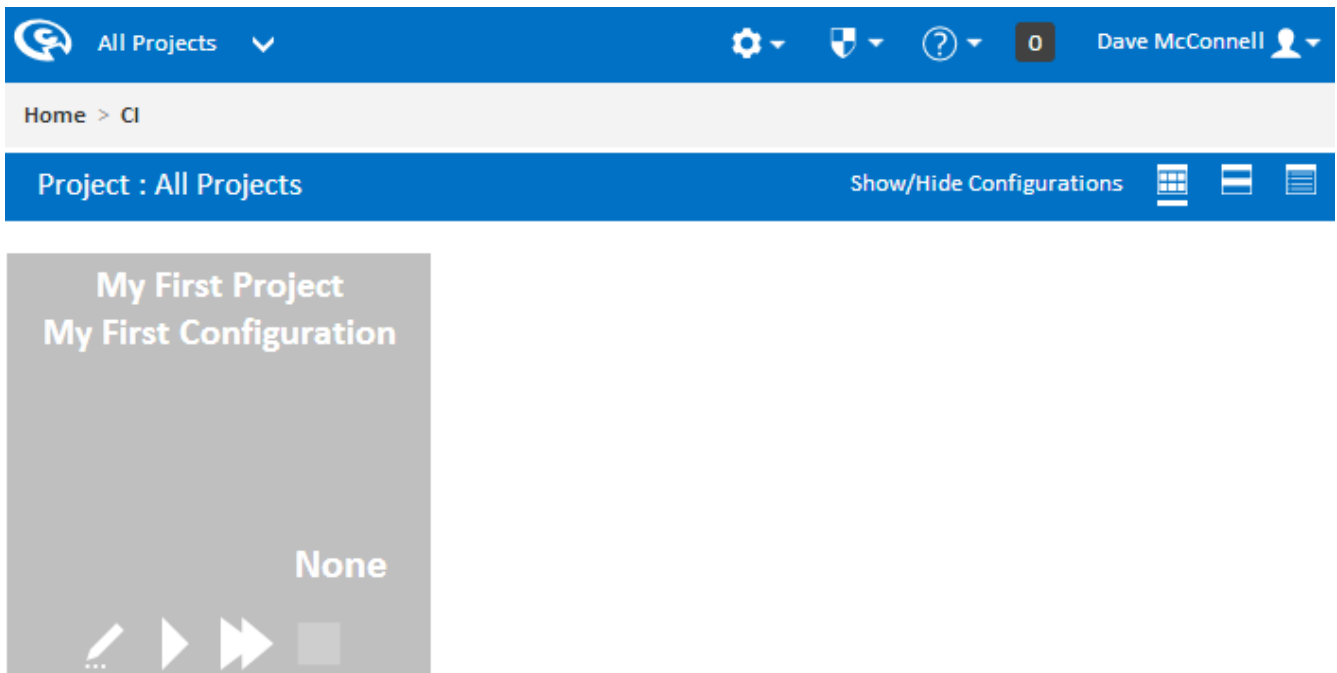 All Projects
0
Dave McConnell
Home > CI
Project : All Projects
Show/Hide Configurations
My First Project
My First Configuration
None